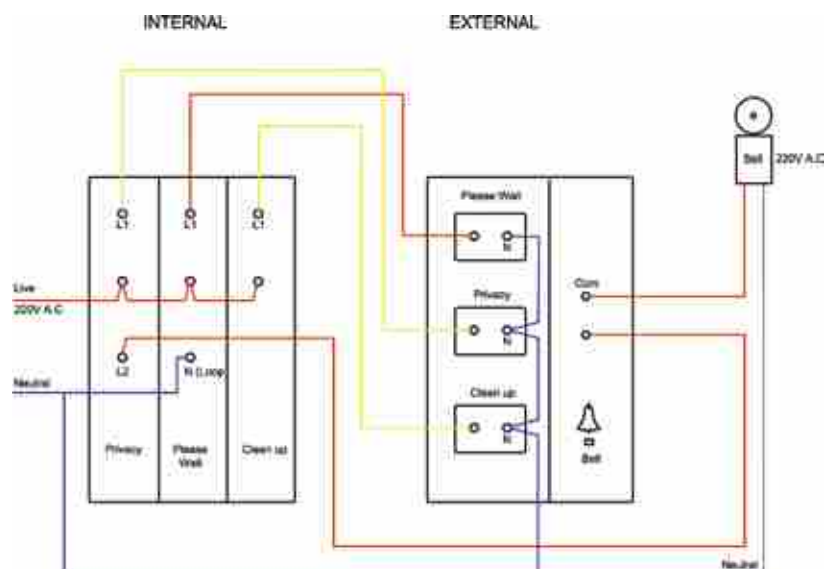 INTERNAL
EXTERNAL
Bell
220V A.C
Please Wait
L1
L1
L1
N
Live
220V A.C
Privacy
Com
N
L2
N (Loop
Neutral
Clean up
N
Privacy
Please
Wait
Clean up
Bell
Neutral